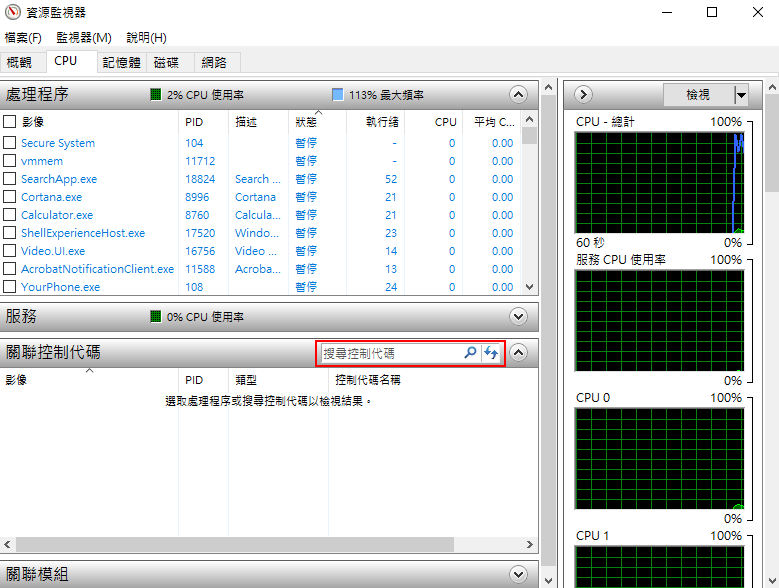 資源監視器
檔案(F) 監視器(M) 說明(H)
概觀 CPU 記憶體 磁碟 網路
處理程序 2% CPU 使用率 113% 最大頻率
影像 PID 描述 狀態 執行緒 CPU 平均 C...
Secure System 104 暫停 - 0 0.00
vmmem 11712 暫停 - 0 0.00
SearchApp.exe 18824 Search ... 暫停 52 0 0.00
Cortana.exe 8996 Cortana 暫停 21 0 0.00
Calculator.exe 8760 Calcula... 暫停 21 0 0.00
ShellExperienceHost.exe 17520 Windo... 暫停 23 0 0.00
Video.UI.exe 16756 Video ... 暫停 14 0 0.00
AcrobatNotificationClient.exe 11588 Acroba... 暫停 13 0 0.00
YourPhone.exe 108 暫停 24 0 0.00
服務 0% CPU 使用率
關聯控制代碼 搜尋控制代碼
影像 PID 類型 控制代碼名稱
選取處理程序或搜尋控制代碼以檢視結果。
關聯模組
檢視
CPU - 總計 100%
60 秒 0%
服務 CPU 使用率 100%
0%
CPU 0 100%
0%
CPU 1 100%